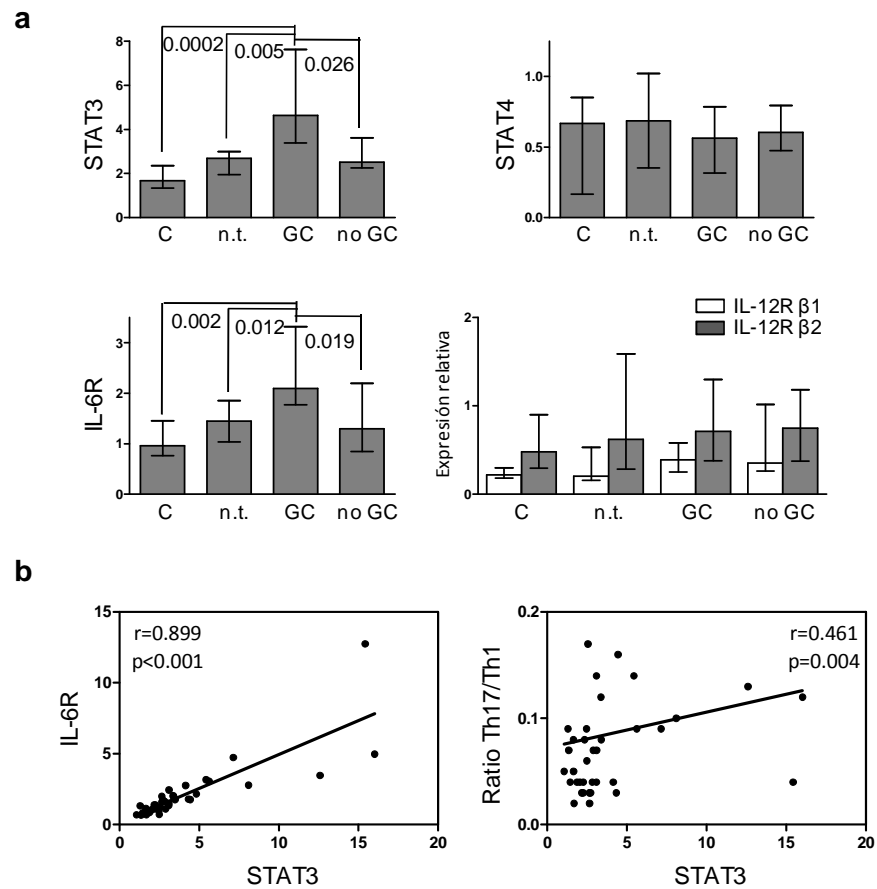 a
STAT3
8
6
4
2
0
0.0002
0.005
0.026
C n.t. GC no GC
STAT4
1.0
0.5
0.0
C n.t. GC no GC
IL-6R
3
2
1
0
0.002
0.012
0.019
C n.t. GC no GC
Expresión relativa
2
1
0
IL-12R β1
IL-12R β2
C n.t. GC no GC
b
IL-6R
15
10
5
0
r=0.899
p<0.001
0 5 10 15 20
STAT3
Ratio Th17/Th1
0.2
0.1
0.0
r=0.461
p=0.004
0 5 10 15 20
STAT3